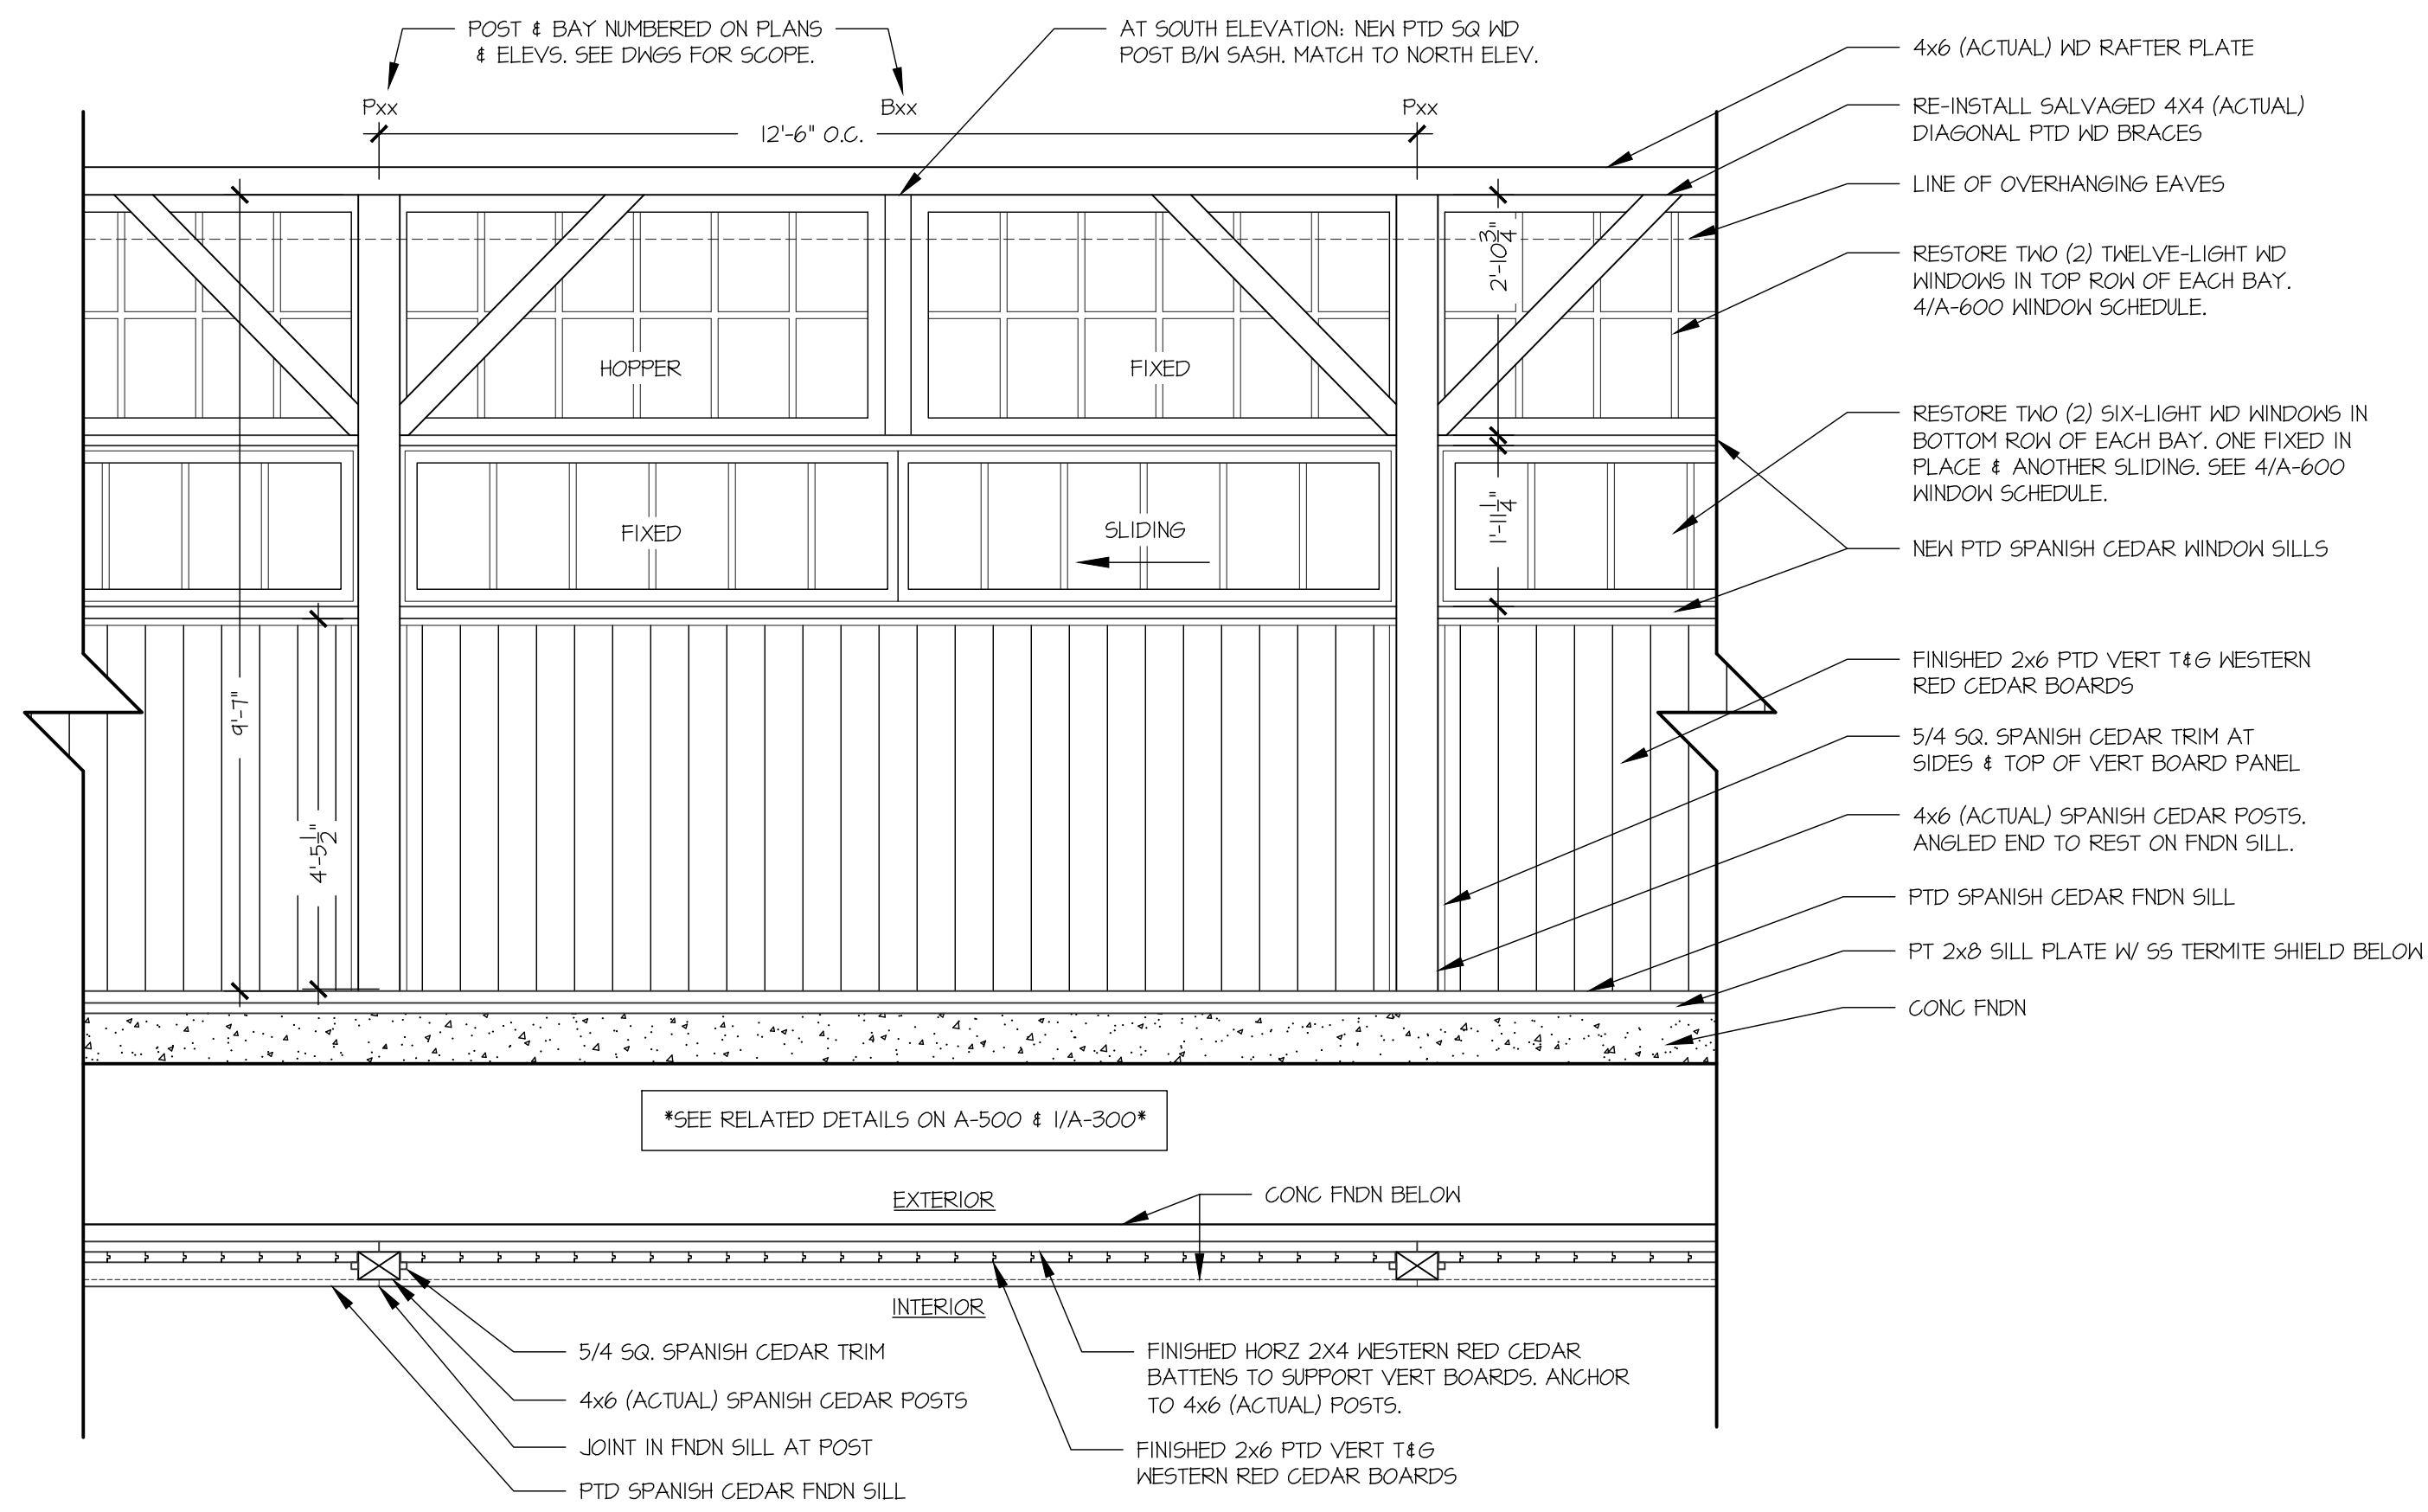 POST & BAY NUMBERED ON PLANS
& ELEVS. SEE DWGS FOR SCOPE.
AT SOUTH ELEVATION: NEW PTD SQ WD
POST B/W SASH. MATCH TO NORTH ELEV.
Pxx
Bxx
Pxx
12'-6" O.C.
4x6 (ACTUAL) WD RAFTER PLATE
RE-INSTALL SALVAGED 4X4 (ACTUAL)
DIAGONAL PTD WD BRACES
LINE OF OVERHANGING EAVES
RESTORE TWO (2) TWELVE-LIGHT WD
WINDOWS IN TOP ROW OF EACH BAY.
4/A-600 WINDOW SCHEDULE.
2'-10 3/4"
HOPPER
FIXED
RESTORE TWO (2) SIX-LIGHT WD WINDOWS IN
BOTTOM ROW OF EACH BAY. ONE FIXED IN
PLACE & ANOTHER SLIDING. SEE 4/A-600
WINDOW SCHEDULE.
1'-11 1/4"
FIXED
SLIDING
NEW PTD SPANISH CEDAR WINDOW SILLS
9'-7"
4'-5 1/2"
FINISHED 2x6 PTD VERT T&G WESTERN
RED CEDAR BOARDS
5/4 SQ. SPANISH CEDAR TRIM AT
SIDES & TOP OF VERT BOARD PANEL
4x6 (ACTUAL) SPANISH CEDAR POSTS.
ANGLED END TO REST ON FNDN SILL.
PTD SPANISH CEDAR FNDN SILL
PT 2x8 SILL PLATE W/ SS TERMITE SHIELD BELOW
CONC FNDN
*SEE RELATED DETAILS ON A-500 & 1/A-300*
EXTERIOR
CONC FNDN BELOW
INTERIOR
5/4 SQ. SPANISH CEDAR TRIM
4x6 (ACTUAL) SPANISH CEDAR POSTS
JOINT IN FNDN SILL AT POST
PTD SPANISH CEDAR FNDN SILL
FINISHED HORZ 2X4 WESTERN RED CEDAR
BATTENS TO SUPPORT VERT BOARDS. ANCHOR
TO 4x6 (ACTUAL) POSTS.
FINISHED 2x6 PTD VERT T&G
WESTERN RED CEDAR BOARDS